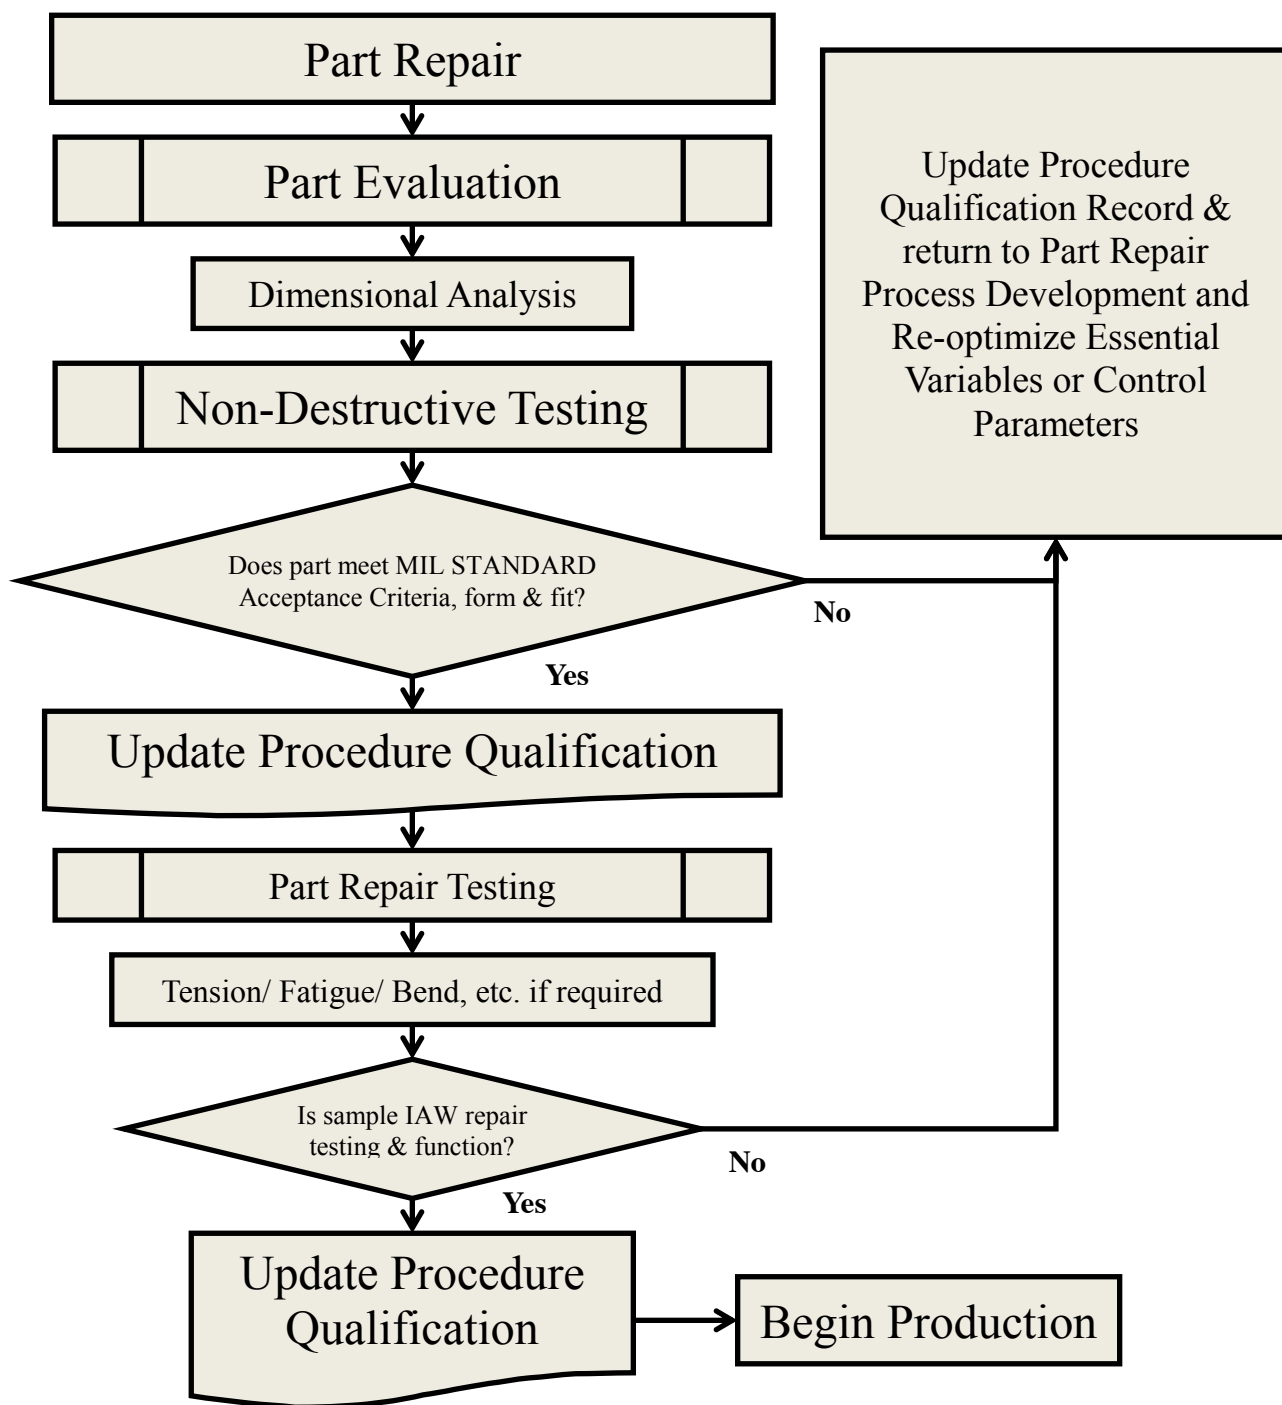 Part Repair
Part Evaluation
Dimensional Analysis
Non-Destructive Testing
Does part meet MIL STANDARD
Acceptance Criteria, form & fit?
No
Yes
Update Procedure Qualification
Part Repair Testing
Tension/ Fatigue/ Bend, etc. if required
Is sample IAW repair
testing & function?
No
Yes
Update Procedure
Qualification
Begin Production
Update Procedure
Qualification Record &
return to Part Repair
Process Development and
Re-optimize Essential
Variables or Control
Parameters